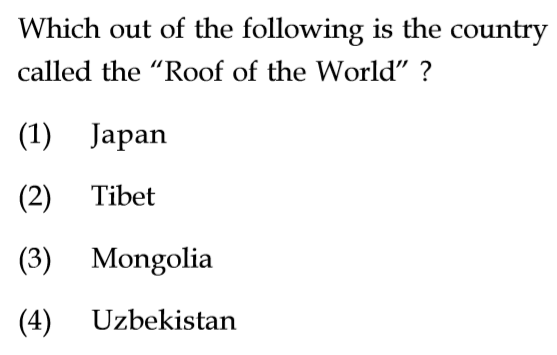 Which out of the following is the country
called the “Roof of the World” ?
(1) Japan
(2) Tibet
(3) Mongolia
(4) Uzbekistan